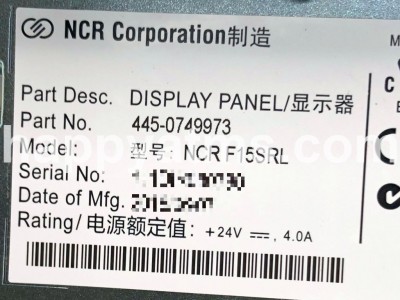 NCR Corporation制造
Part Desc. DISPLAY PANEL/显示器
Part No. 445-0749973
Model: 型号: NCR F15SRL
Serial No:
Date of Mfg.
Rating/电源额定值: +24V ⎓, 4.0A